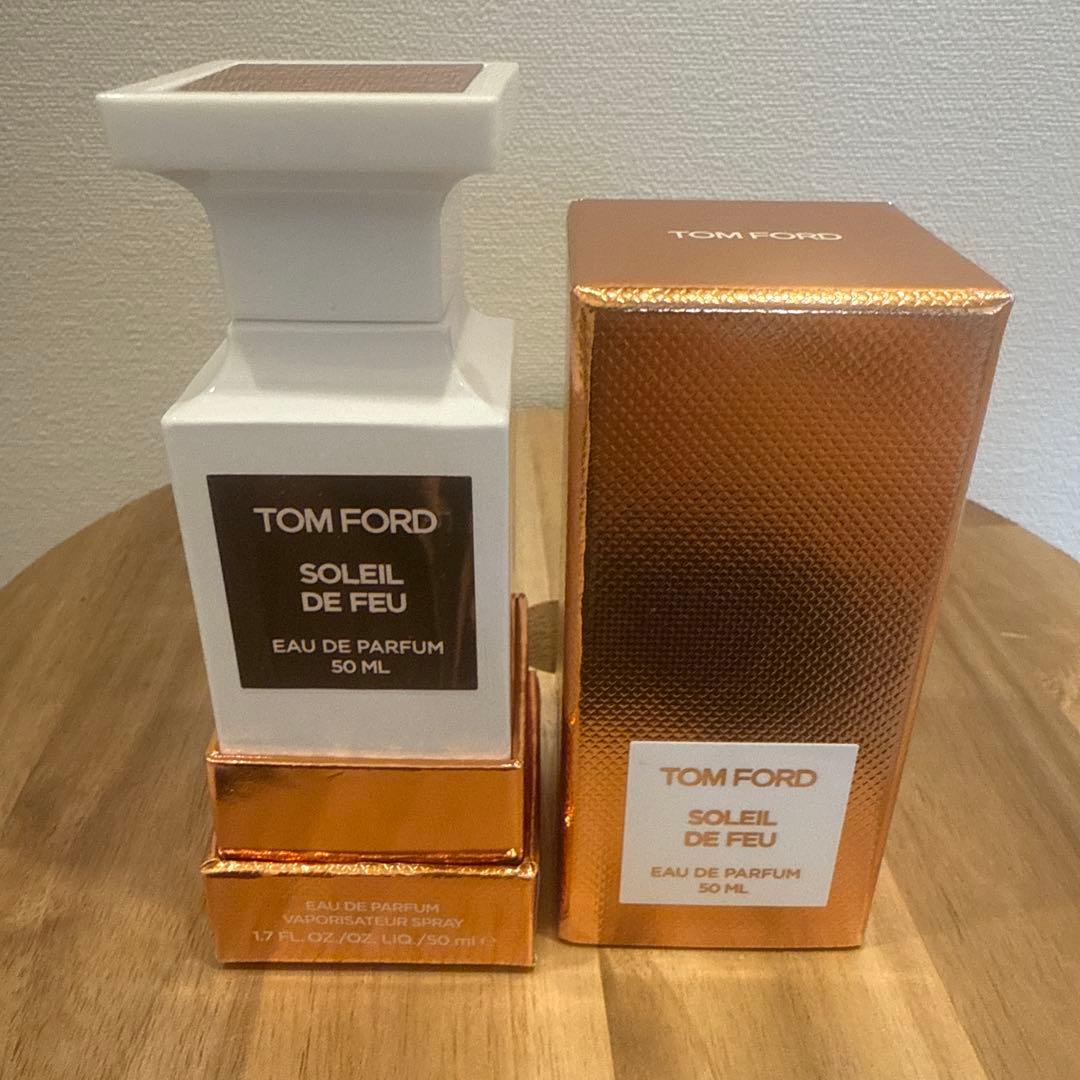 TOM FORD
SOLEIL
DE FEU
EAU DE PARFUM
50 ML
EAU DE PARFUM
VAPORISATEUR SPRAY
1.7 FL. OZ./OZ. LIQ./50 ml ℮
TOM FORD
TOM FORD
SOLEIL
DE FEU
EAU DE PARFUM
50 ML